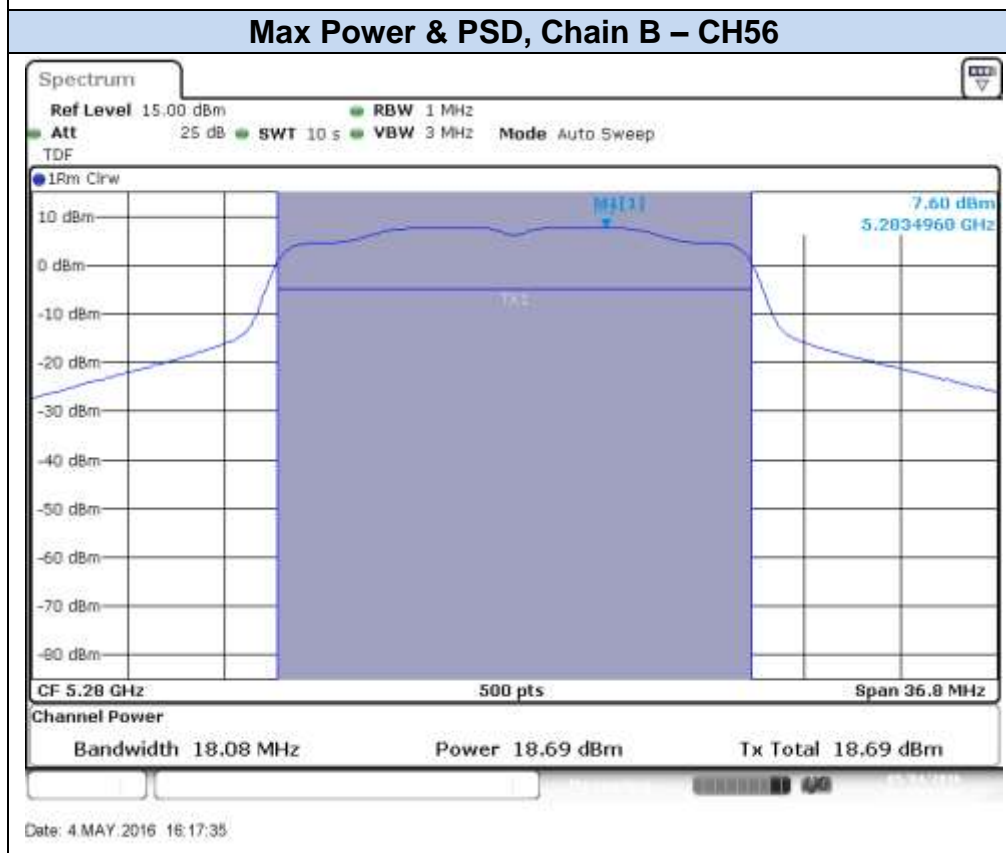 Max Power & PSD, Chain B – CH56
Spectrum
Ref Level 15.00 dBm RBW 1 MHz
Att 25 dB SWT 10 s VBW 3 MHz Mode Auto Sweep
TDF
1Rm Clrw
M1[1] 7.60 dBm
5.2834960 GHz
10 dBm
0 dBm
-10 dBm
-20 dBm
-30 dBm
-40 dBm
-50 dBm
-60 dBm
-70 dBm
-80 dBm
CF 5.28 GHz 500 pts Span 36.8 MHz
Channel Power
Bandwidth 18.08 MHz Power 18.69 dBm Tx Total 18.69 dBm
Date: 4.MAY.2016 16:17:35